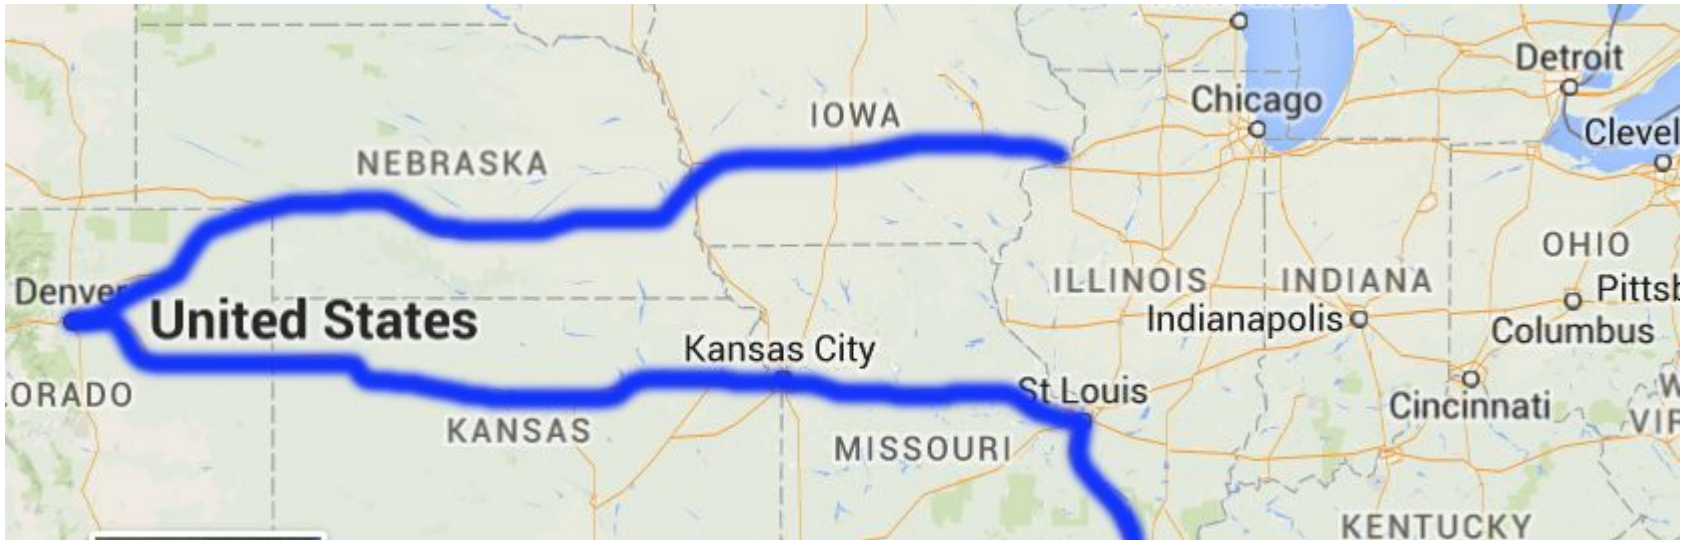 Detroit
Chicago
IOWA
Clevel
NEBRASKA
OHIO
ILLINOIS
INDIANA
Denver
Pittsb
United States
Indianapolis
Columbus
Kansas City
ORADO
St Louis
W
VIR
Cincinnati
KANSAS
MISSOURI
KENTUCKY